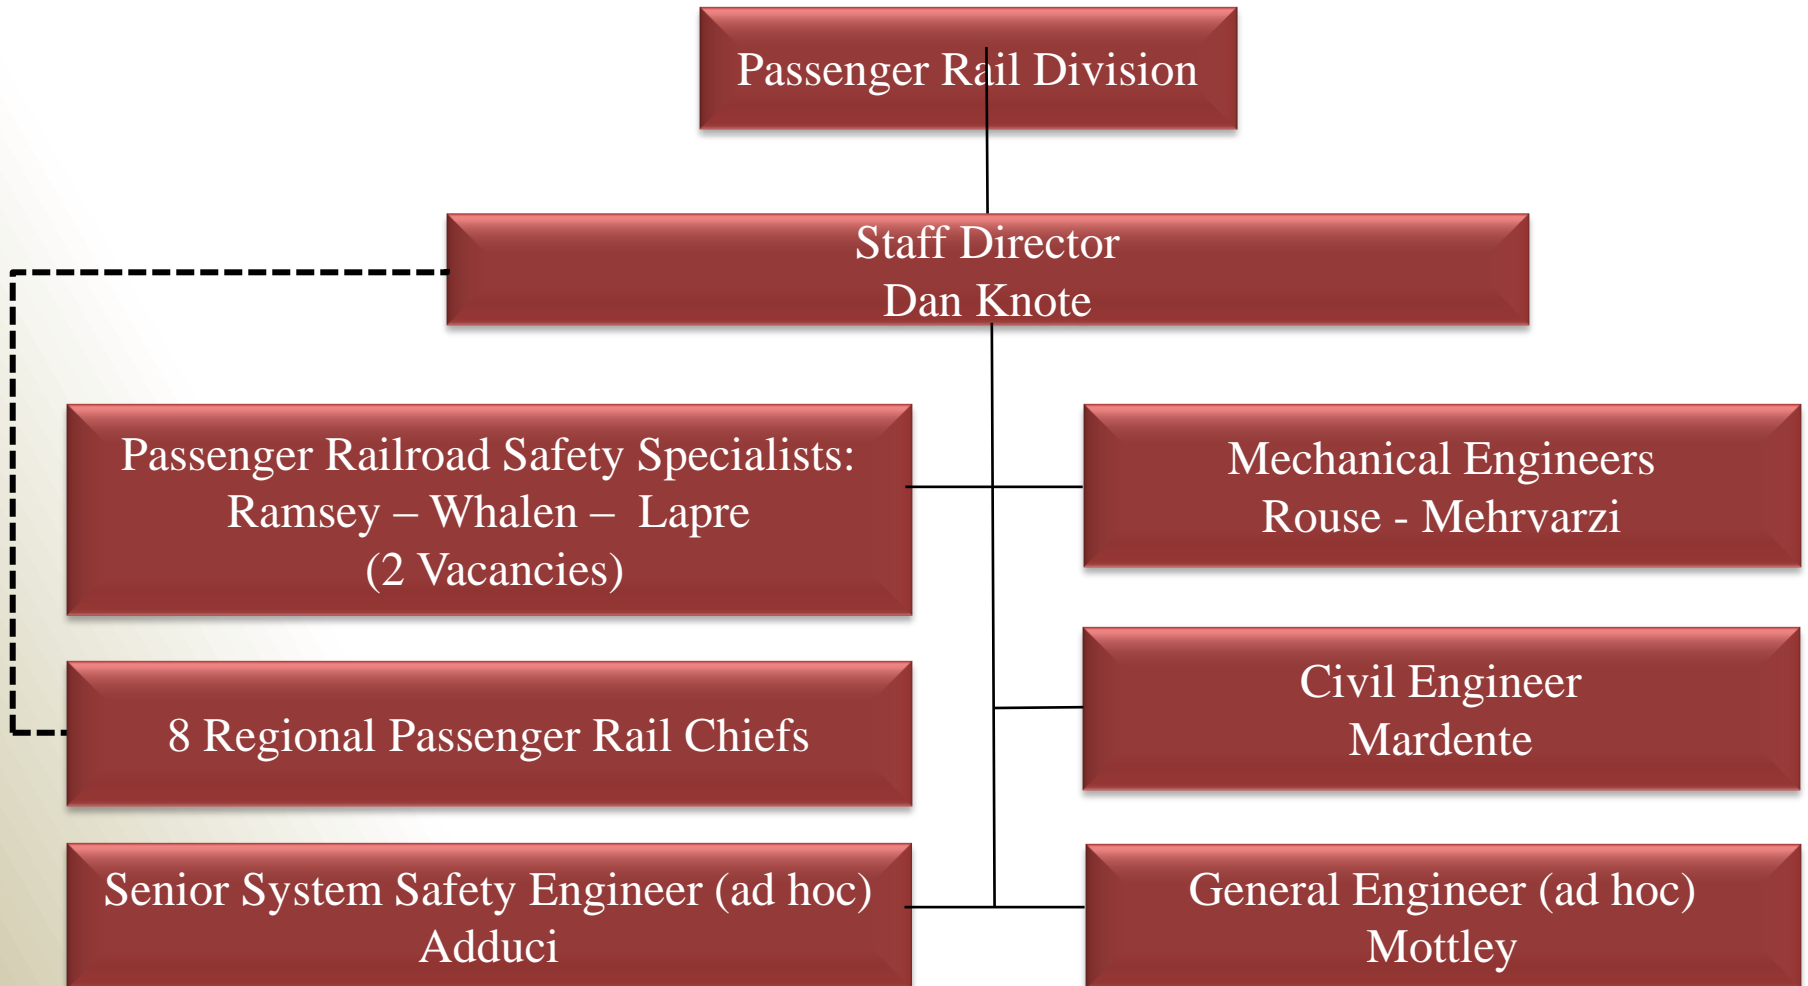 Passenger Rail Division
Staff Director
Dan Knote
Passenger Railroad Safety Specialists:
Ramsey – Whalen – Lapre
(2 Vacancies)
Mechanical Engineers
Rouse - Mehrvarzi
8 Regional Passenger Rail Chiefs
Civil Engineer
Mardente
Senior System Safety Engineer (ad hoc)
Adduci
General Engineer (ad hoc)
Mottley